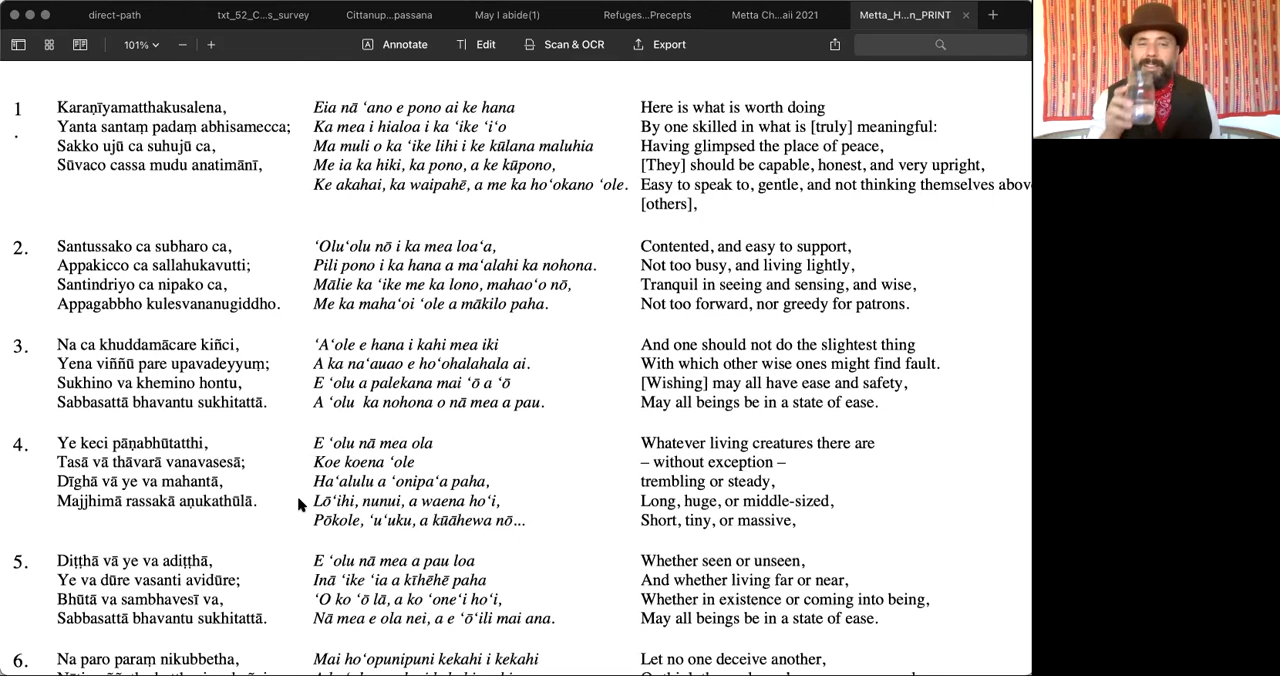 direct-path
txt_52_C...s_survey
Cittanup...passana
May I abide(1)
Refuges...Precepts
Metta Ch...aii 2021
Metta_H...n_PRINT
101%
Annotate
Edit
Scan & OCR
Export
1
.
Karaṇīyamatthakusalena,
Yanta santaṃ padaṃ abhisamecca;
Sakko ujū ca suhujū ca,
Sūvaco cassa mudu anatimānī,
Eia nā ʻano e pono ai ke hana
Ka mea i hialoa i ka ʻike ʻiʻo
Ma muli o ka ʻike lihi i ke kūlana maluhia
Me ia ka hiki, ka pono, a ke kūpono,
Ke akahai, ka waipahē, a me ka hoʻokano ʻole.
Here is what is worth doing
By one skilled in what is [truly] meaningful:
Having glimpsed the place of peace,
[They] should be capable, honest, and very upright,
Easy to speak to, gentle, and not thinking themselves abov
[others],
2.
Santussako ca subharo ca,
Appakicco ca sallahukavutti;
Santindriyo ca nipako ca,
Appagabbho kulesvananugiddho.
ʻOluʻolu nō i ka mea loaʻa,
Pili pono i ka hana a maʻalahi ka nohona.
Mālie ka ʻike me ka lono, mahaoʻo nō,
Me ka mahaʻoi ʻole a mākilo paha.
Contented, and easy to support,
Not too busy, and living lightly,
Tranquil in seeing and sensing, and wise,
Not too forward, nor greedy for patrons.
3.
Na ca khuddamācare kiñci,
Yena viññū pare upavadeyyuṃ;
Sukhino va khemino hontu,
Sabbasattā bhavantu sukhitattā.
ʻAʻole e hana i kahi mea iki
A ka naʻauao e hoʻohalahala ai.
E ʻolu a palekana mai ʻō a ʻō
A ʻolu ka nohona o nā mea a pau.
And one should not do the slightest thing
With which other wise ones might find fault.
[Wishing] may all have ease and safety,
May all beings be in a state of ease.
4.
Ye keci pāṇabhūtatthi,
Tasā vā thāvarā vanavasesā;
Dīghā vā ye va mahantā,
Majjhimā rassakā aṇukathūlā.
E ʻolu nā mea ola
Koe koena ʻole
Haʻalulu a ʻonipaʻa paha,
Lōʻihi, nunui, a waena hoʻi,
Pōkole, ʻuʻuku, a kūāhewa nō...
Whatever living creatures there are
– without exception –
trembling or steady,
Long, huge, or middle-sized,
Short, tiny, or massive,
5.
Diṭṭhā vā ye va adiṭṭhā,
Ye va dūre vasanti avidūre;
Bhūtā va sambhavesī va,
Sabbasattā bhavantu sukhitattā.
E ʻolu nā mea a pau loa
Inā ʻike ʻia a kīhēhē paha
ʻO ko ʻō lā, a ko ʻoneʻi hoʻi,
Nā mea e ola nei, a e ʻōʻili mai ana.
Whether seen or unseen,
And whether living far or near,
Whether in existence or coming into being,
May all beings be in a state of ease.
6.
Na paro paraṃ nikubbetha,
Mai hoʻopunipuni kekahi i kekahi
Let no one deceive another,